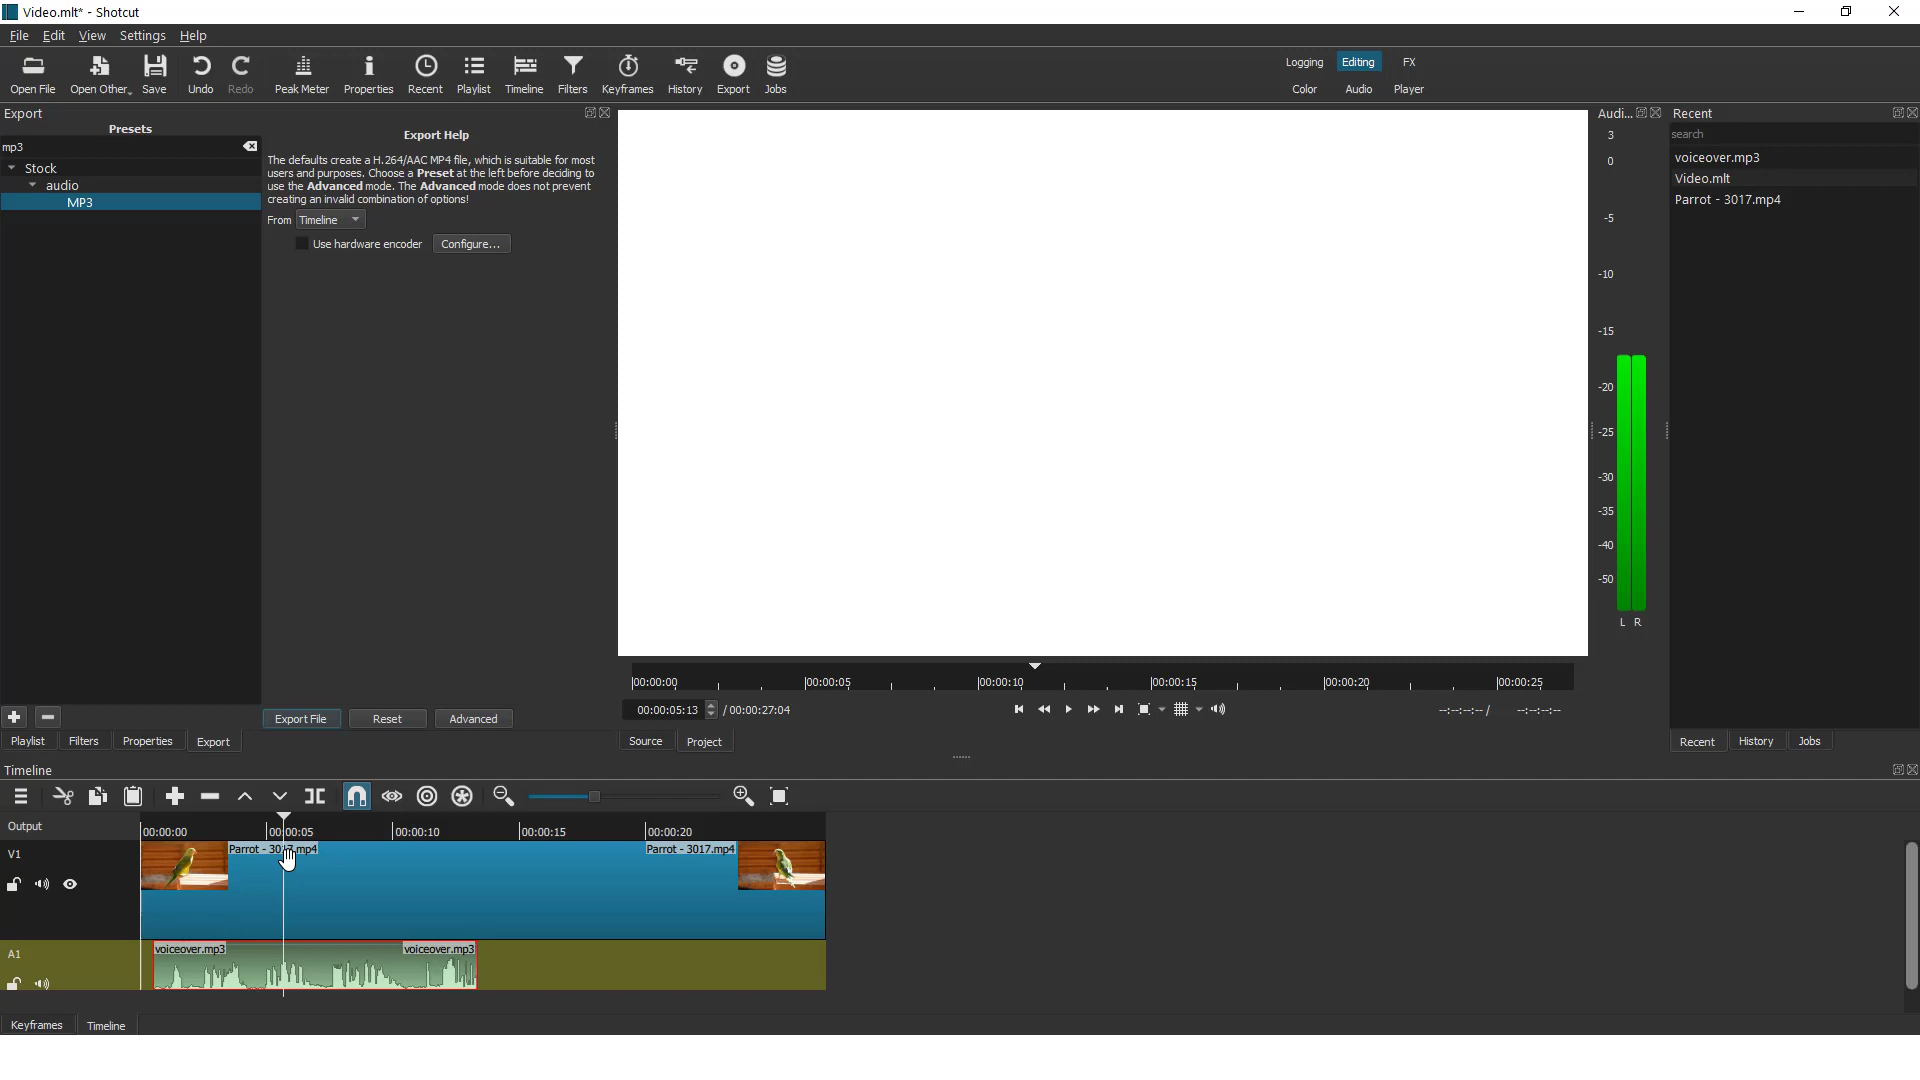 Video.mlt* - Shotcut
File Edit View Settings Help
Open File Open Other Save Undo Redo Peak Meter Properties Recent Playlist Timeline Filters Keyframes History Export Jobs
Logging Editing FX
Color Audio Player
Export
Presets
mp3
Stock
audio
MP3
Export Help
The defaults create a H.264/AAC MP4 file, which is suitable for most
users and purposes. Choose a Preset at the left before deciding to
use the Advanced mode. The Advanced mode does not prevent
creating an invalid combination of options!
From Timeline
Use hardware encoder Configure...
Export File Reset Advanced
Playlist Filters Properties Export
00:00:00 00:00:05 00:00:10 00:00:15 00:00:20 00:00:25
00:00:05:13 / 00:00:27:04 --:--:--:-- / --:--:--:--
Source Project
Audi...
3
0
-5
-10
-15
-20
-25
-30
-35
-40
-50
L R
Recent
search
voiceover.mp3
Video.mlt
Parrot - 3017.mp4
Recent History Jobs
Timeline
Output
00:00:00 00:00:05 00:00:10 00:00:15 00:00:20
V1
Parrot - 3017.mp4 Parrot - 3017.mp4
A1
voiceover.mp3 voiceover.mp3
Keyframes Timeline